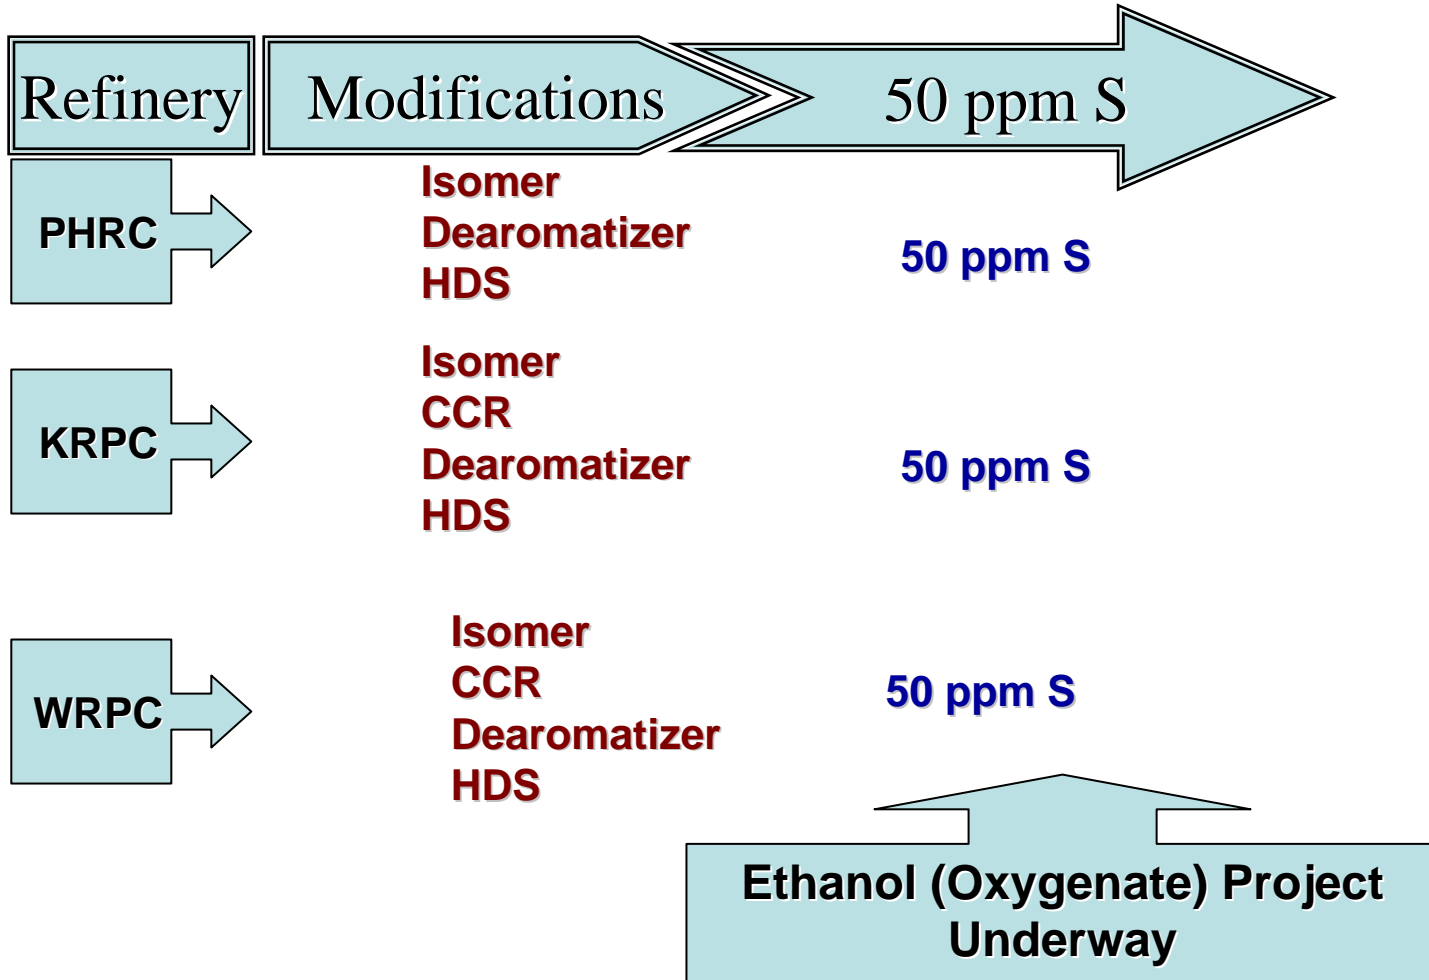 Refinery
Modifications
50 ppm S
PHRC
Isomer
Dearomatizer
HDS
50 ppm S
KRPC
Isomer
CCR
Dearomatizer
HDS
50 ppm S
WRPC
Isomer
CCR
Dearomatizer
HDS
50 ppm S
Ethanol (Oxygenate) Project
Underway